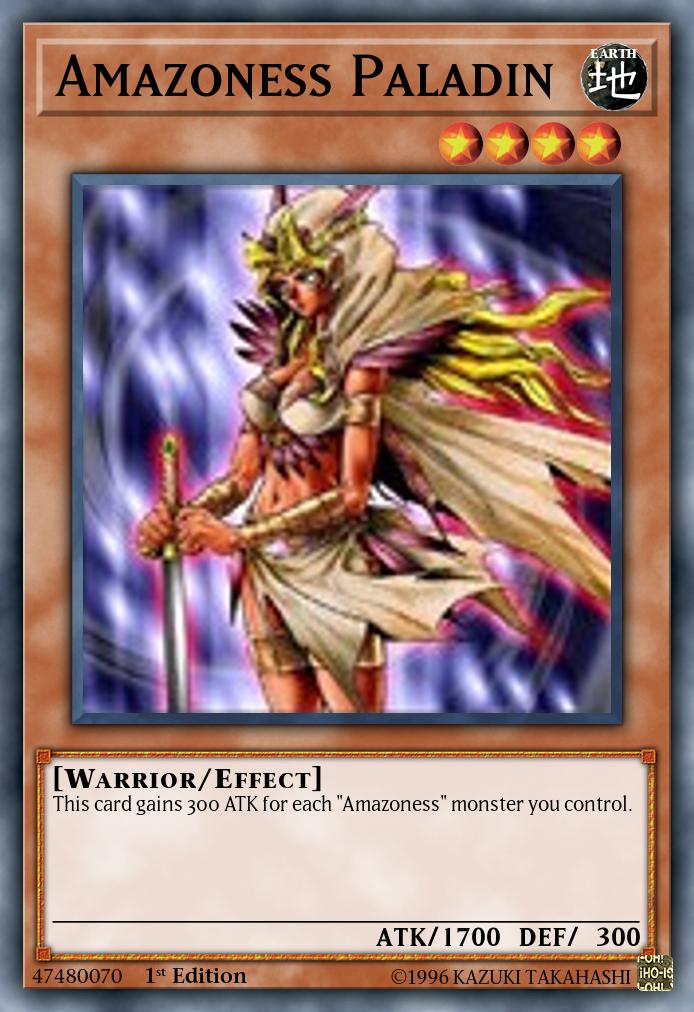 AMAZONESS PALADIN
EARTH
地
[WARRIOR/EFFECT]
This card gains 300 ATK for each "Amazoness" monster you control.
ATK/1700 DEF/ 300
47480070 1st Edition ©1996 KAZUKI TAKAHASHI